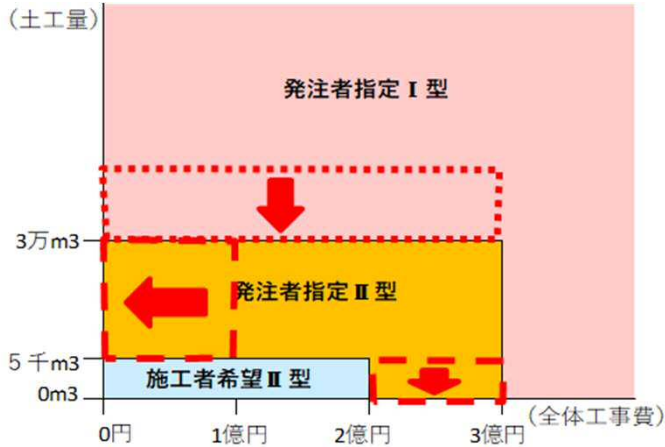 (土工量)
発注者指定Ⅰ型
3万m3
発注者指定Ⅱ型
5千m3
施工者希望Ⅱ型
0m3
0円
1億円
2億円
3億円
(全体工事費)